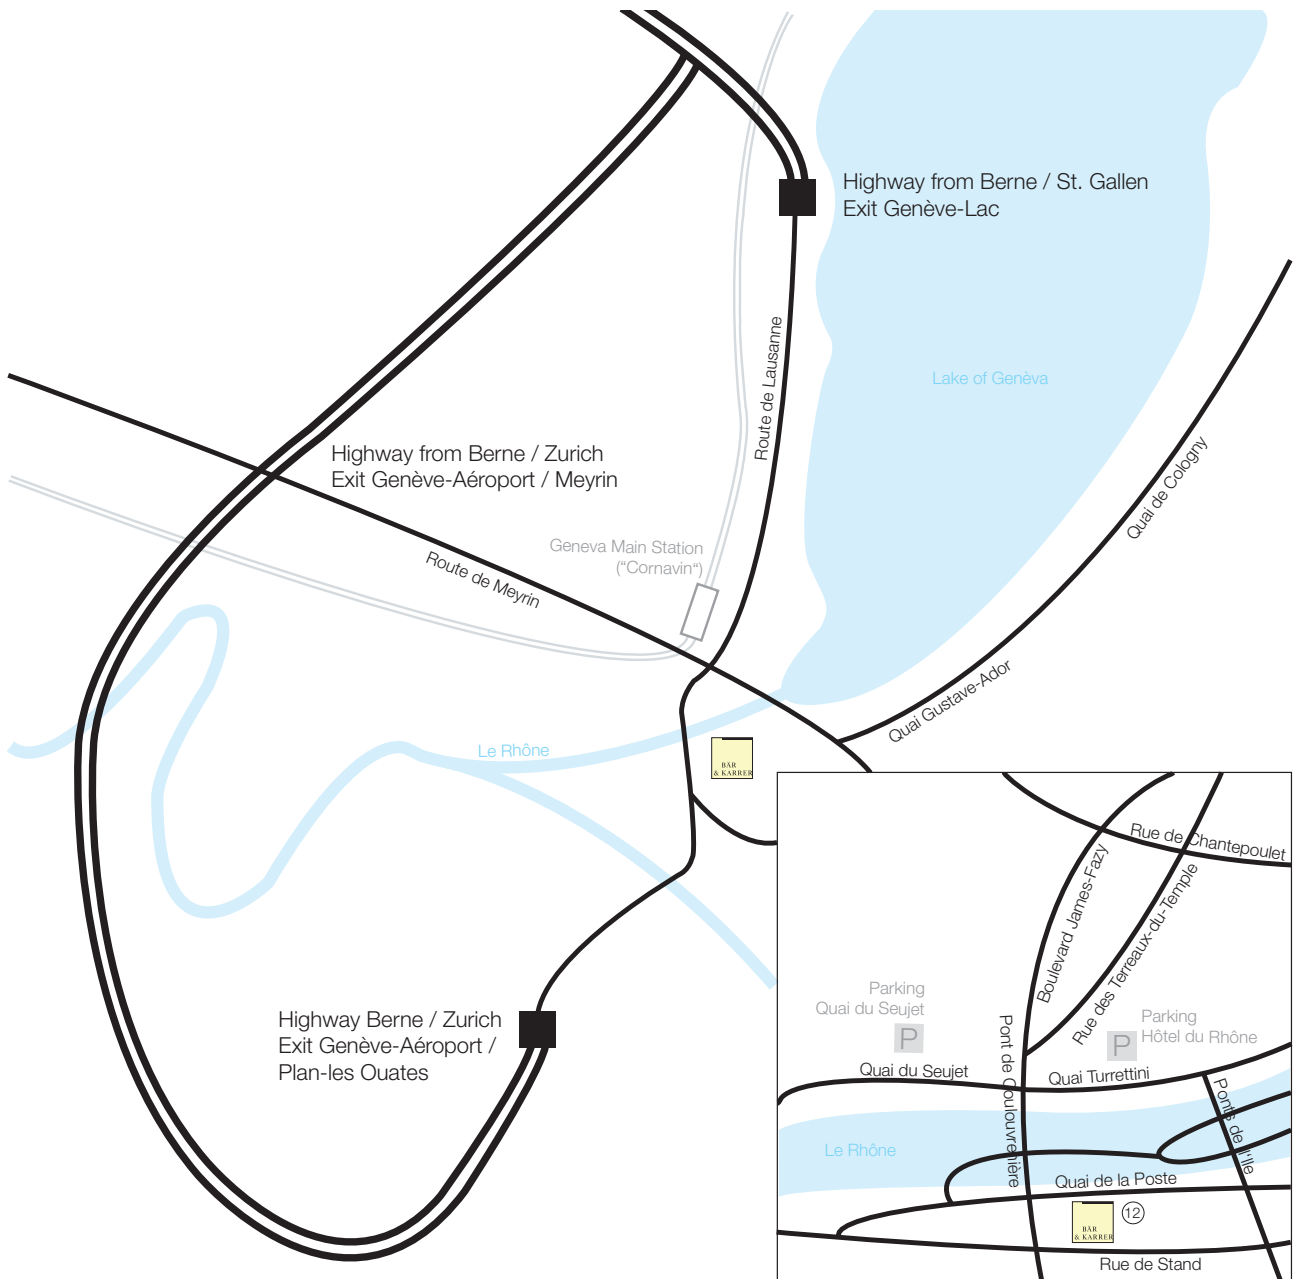 Highway from Berne / St. Gallen
Exit Genève-Lac
Route de Lausanne
Lake of Genèva
Quai de Cologny
Highway from Berne / Zurich
Exit Genève-Aéroport / Meyrin
Geneva Main Station
("Cornavin")
Route de Meyrin
Quai Gustave-Ador
Le Rhône
BÄR
& KARRER
Highway Berne / Zurich
Exit Genève-Aéroport /
Plan-les Ouates
Rue de Chantepoulet
Boulevard James-Fazy
Rue des Terreaux-du-Temple
Parking
Quai du Seujet
P
Parking
Hôtel du Rhône
P
Quai du Seujet
Quai Turrettini
Pont de Coulouvrenière
Ponts de l'Ile
Le Rhône
Quai de la Poste
BÄR
& KARRER
12
Rue de Stand